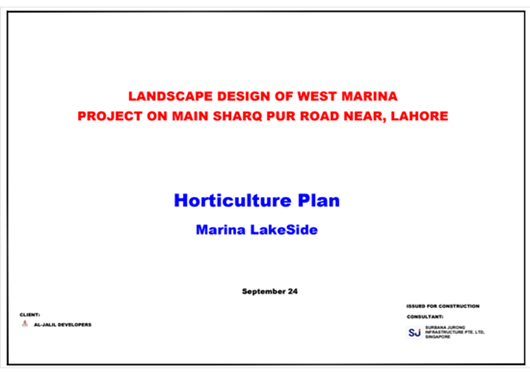 LANDSCAPE DESIGN OF WEST MARINA
PROJECT ON MAIN SHARQ PUR ROAD NEAR, LAHORE
Horticulture Plan
Marina LakeSide
September 24
CLIENT:
AL-JALIL DEVELOPERS
ISSUED FOR CONSTRUCTION
CONSULTANT:
SJ
SURBANA JURONG
INFRASTRUCTURE PTE. LTD,
SINGAPORE